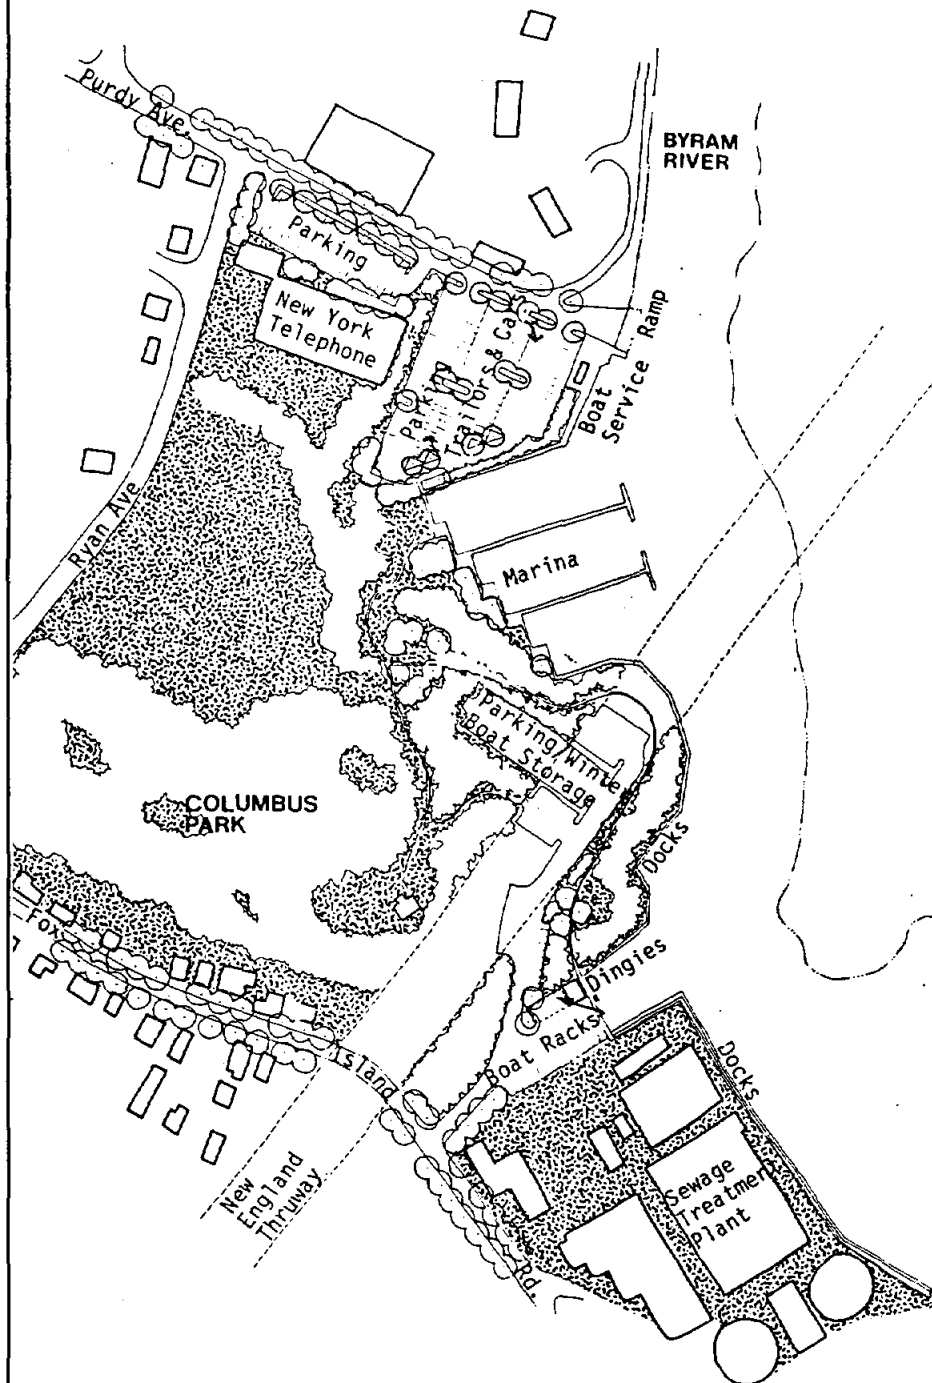 Purdy Ave.
BYRAM
RIVER
Parking
New York
Telephone
Parking
Trailors & Cars
Boat
Service Ramp
Ryan Ave
Marina
Parking/Winter
Boat Storage
COLUMBUS
PARK
Docks
Fox Island Rd.
Dingies
Boat Racks
Docks
New
England
Thruway
Sewage
Treatment
Plant